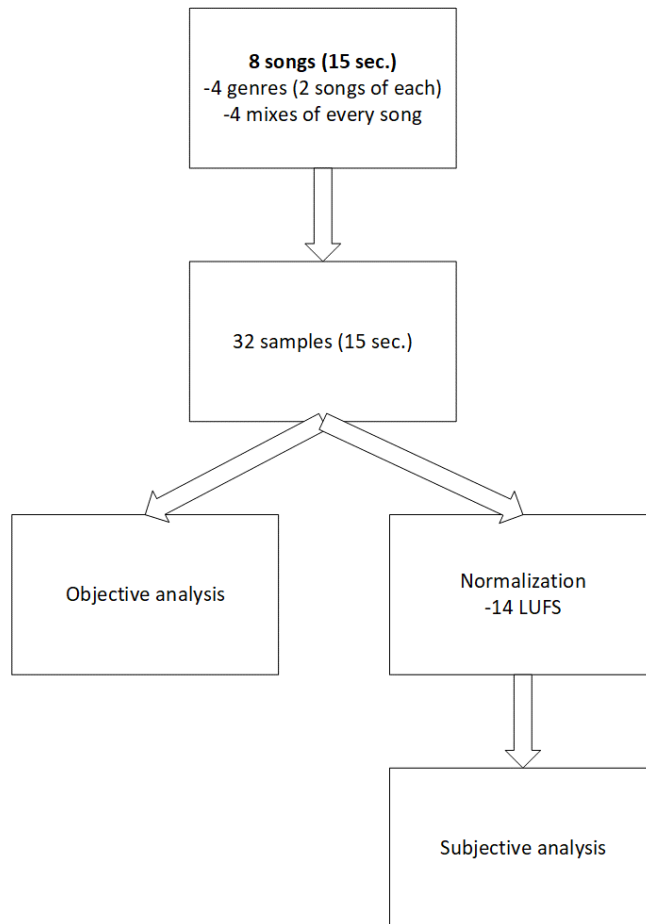 8 songs (15 sec.)
-4 genres (2 songs of each)
-4 mixes of every song
32 samples (15 sec.)
Objective analysis
Normalization
-14 LUFS
Subjective analysis